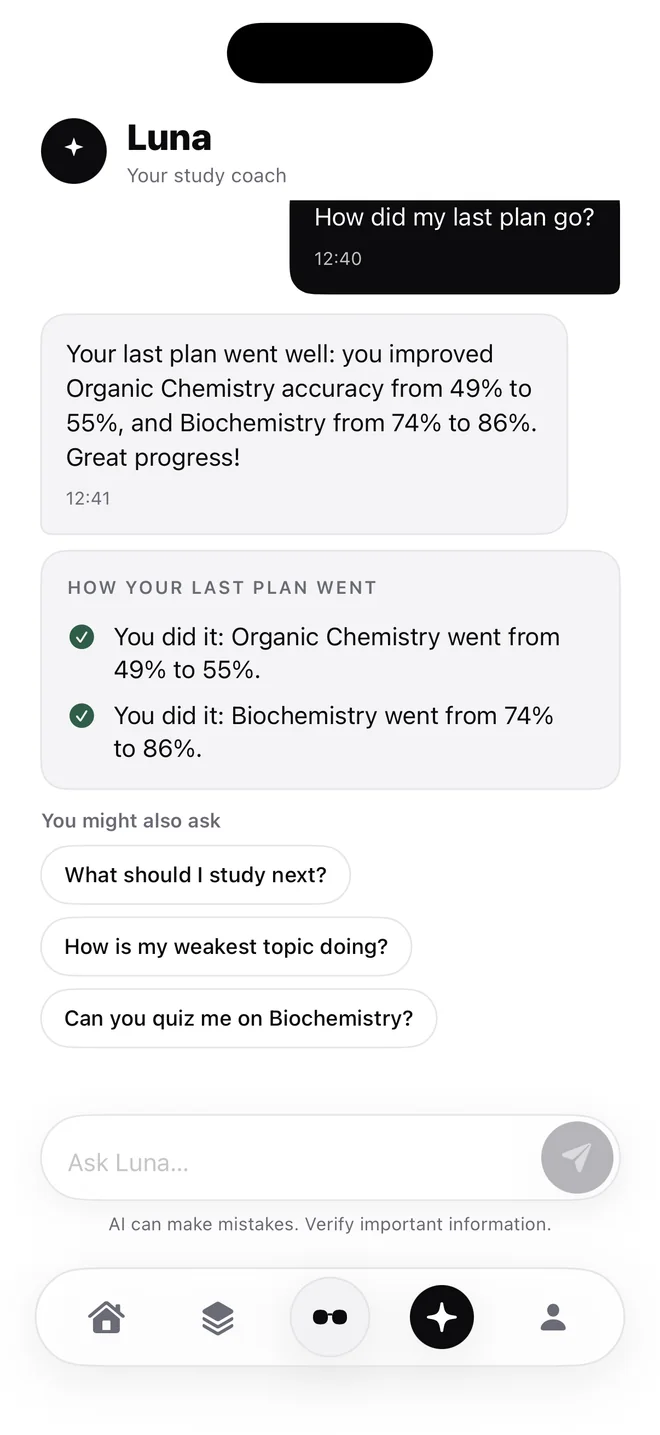 Luna
Your study coach
How did my last plan go?
12:40
Your last plan went well: you improved
Organic Chemistry accuracy from 49% to
55%, and Biochemistry from 74% to 86%.
Great progress!
12:41
HOW YOUR LAST PLAN WENT
You did it: Organic Chemistry went from
49% to 55%.
You did it: Biochemistry went from 74%
to 86%.
You might also ask
What should I study next?
How is my weakest topic doing?
Can you quiz me on Biochemistry?
Ask Luna...
AI can make mistakes. Verify important information.